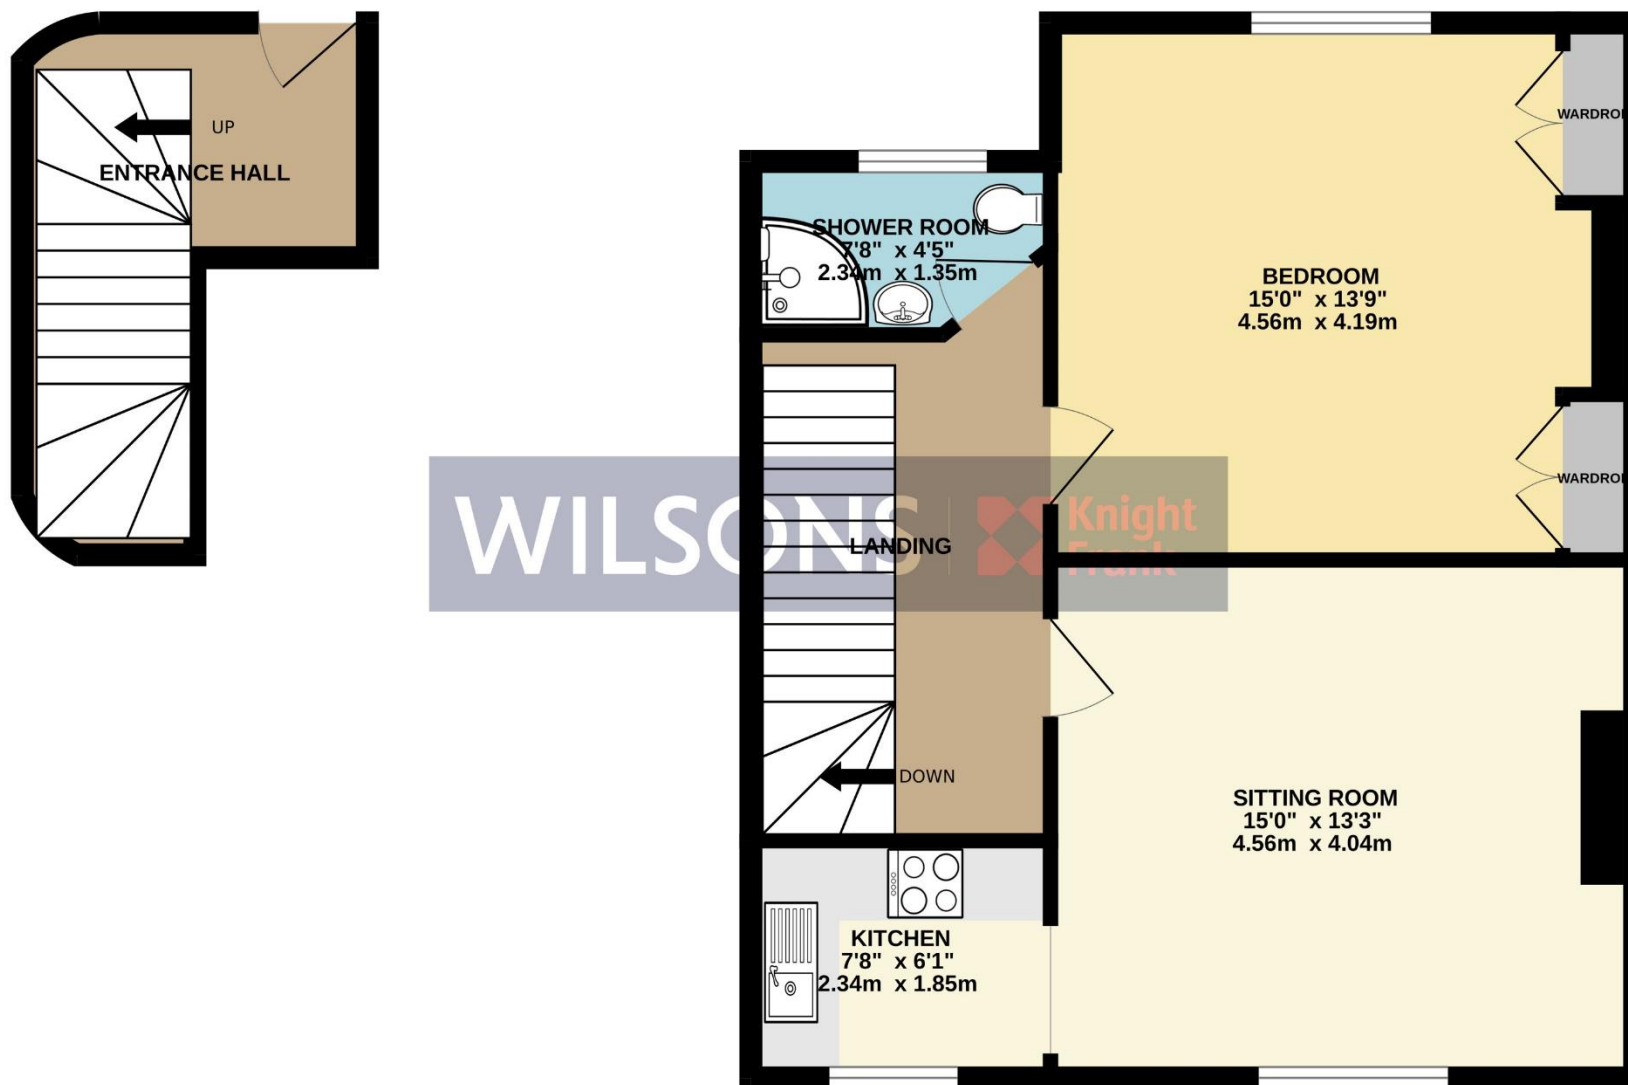 UP
ENTRANCE HALL
SHOWER ROOM
7'8" x 4'5"
2.34m x 1.35m
BEDROOM
15'0" x 13'9"
4.56m x 4.19m
WARDROB
WARDROB
WILSONS
Knight
Frank
LANDING
DOWN
SITTING ROOM
15'0" x 13'3"
4.56m x 4.04m
KITCHEN
7'8" x 6'1"
2.34m x 1.85m